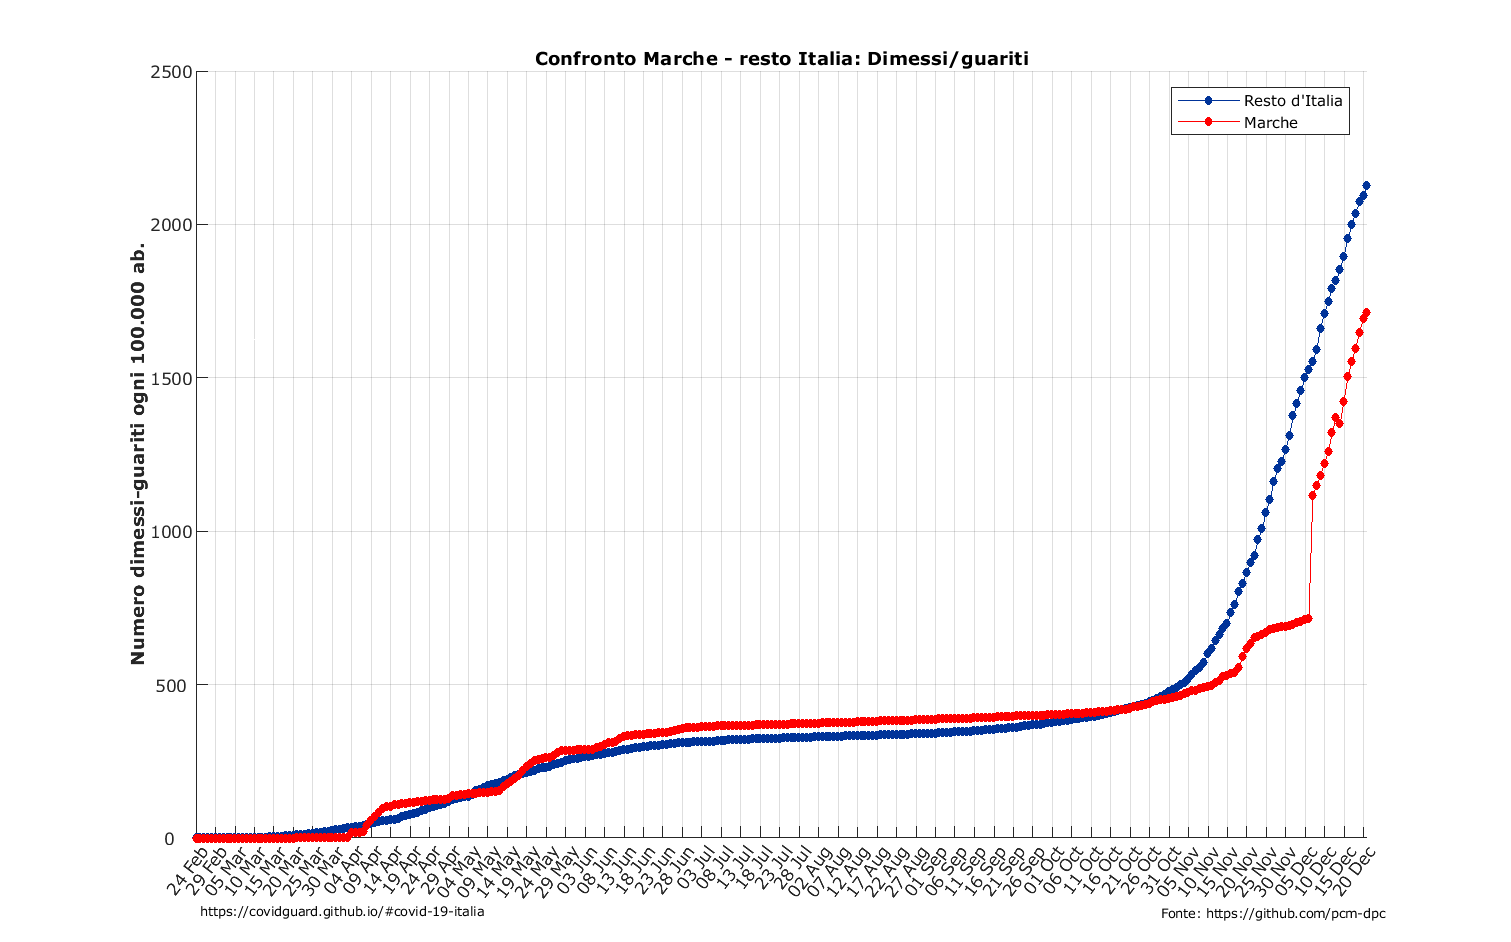 Confronto Marche - resto Italia: Dimessi/guariti
Resto d'Italia
Marche
Numero dimessi-guariti ogni 100.000 ab.
2500
2000
1500
1000
500
0
24 Feb
29 Feb
05 Mar
10 Mar
15 Mar
20 Mar
25 Mar
30 Mar
04 Apr
09 Apr
14 Apr
19 Apr
24 Apr
29 Apr
04 May
09 May
14 May
19 May
24 May
29 May
03 Jun
08 Jun
13 Jun
18 Jun
23 Jun
28 Jun
03 Jul
08 Jul
13 Jul
18 Jul
23 Jul
28 Jul
02 Aug
07 Aug
12 Aug
17 Aug
22 Aug
27 Aug
01 Sep
06 Sep
11 Sep
16 Sep
21 Sep
26 Sep
01 Oct
06 Oct
11 Oct
16 Oct
21 Oct
26 Oct
31 Oct
05 Nov
10 Nov
15 Nov
20 Nov
25 Nov
30 Nov
05 Dec
10 Dec
15 Dec
20 Dec
https://covidguard.github.io/#covid-19-italia
Fonte: https://github.com/pcm-dpc